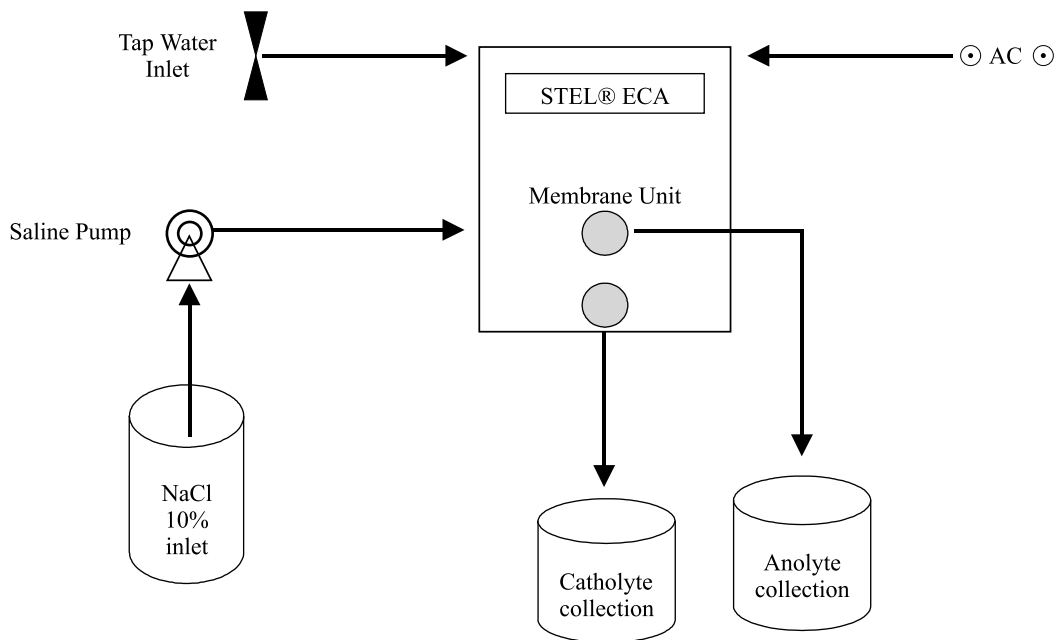 Tap Water
Inlet
AC
STEL® ECA
Membrane Unit
Saline Pump
NaCl
10%
inlet
Catholyte
collection
Anolyte
collection